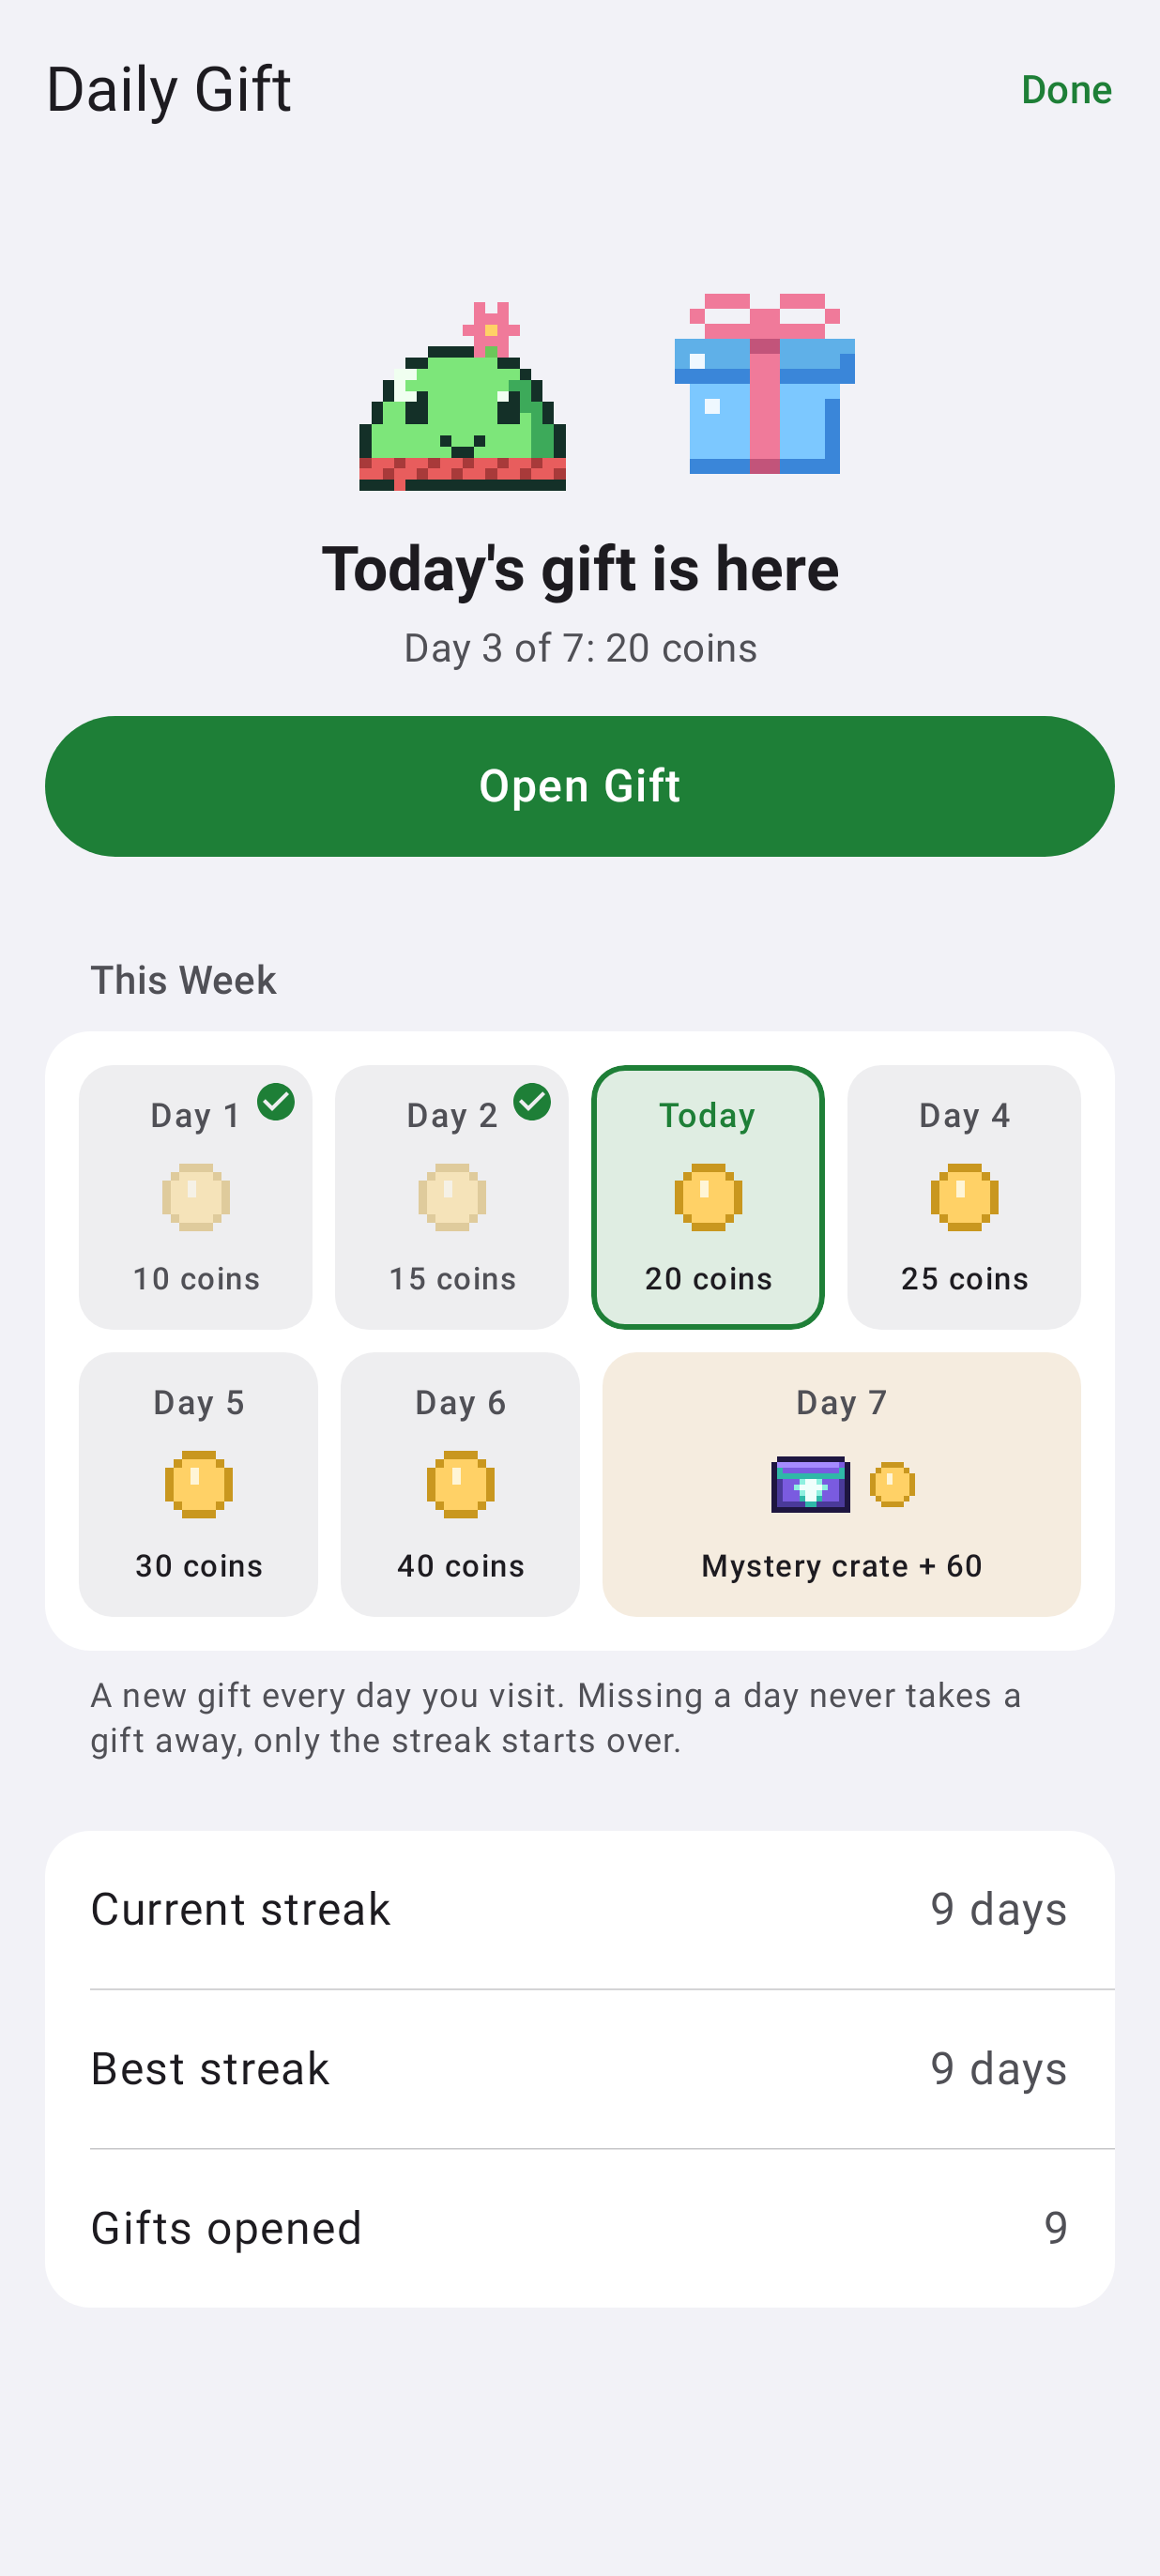 Daily Gift
Done
Today's gift is here
Day 3 of 7: 20 coins
Open Gift
This Week
Day 1
Day 2
Today
Day 4
10 coins
15 coins
20 coins
25 coins
Day 5
Day 6
Day 7
30 coins
40 coins
Mystery crate + 60
A new gift every day you visit. Missing a day never takes a
gift away, only the streak starts over.
Current streak
9 days
Best streak
9 days
Gifts opened
9